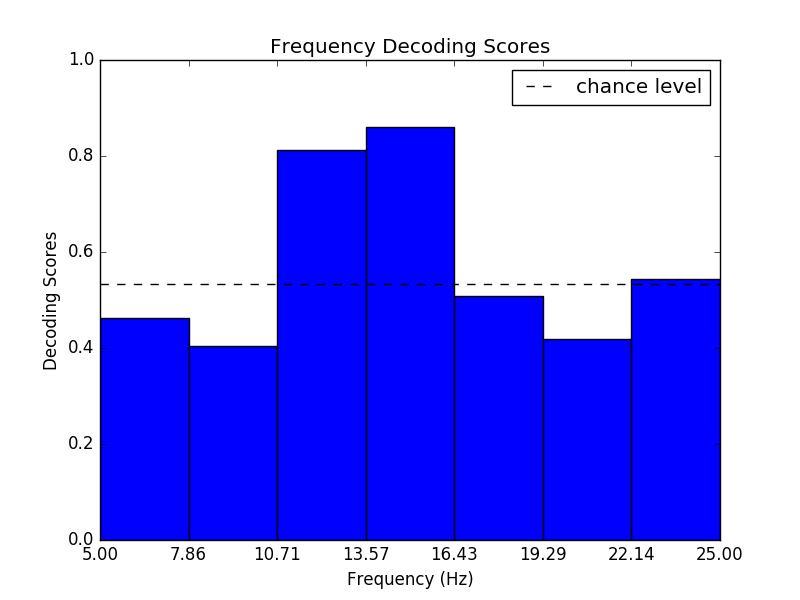 Frequency Decoding Scores
1.0
chance level
0.8
0.6
Decoding Scores
0.4
0.2
0.0
5.00 7.86 10.71 13.57 16.43 19.29 22.14 25.00
Frequency (Hz)